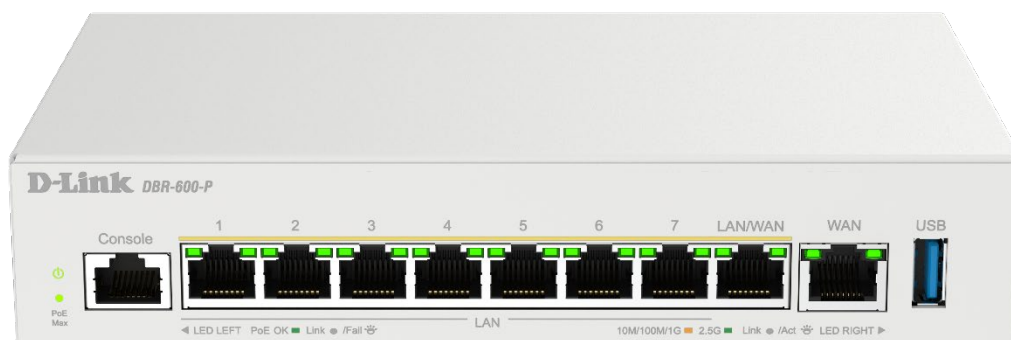 D-Link DBR-600-P
Console
1 2 3 4 5 6 7 LAN/WAN WAN USB
PoE
Max
LAN
◀ LED LEFT PoE OK Link /Fail 10M/100M/1G 2.5G Link /Act LED RIGHT ▶